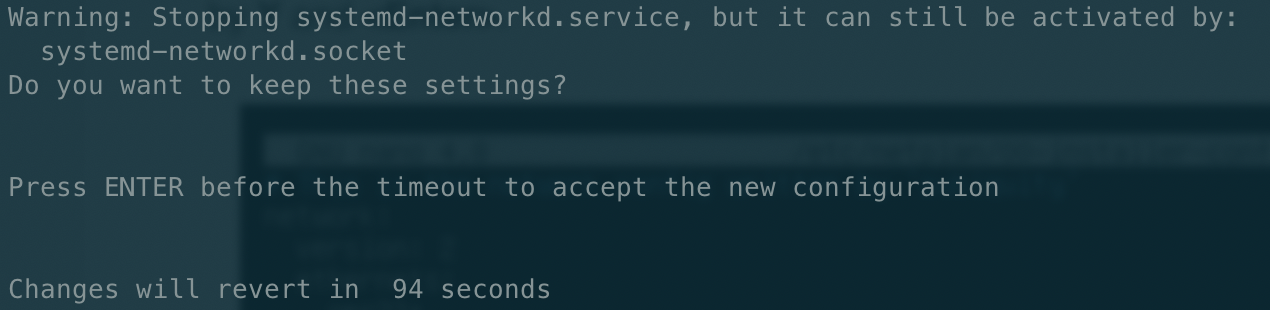 Warning: Stopping systemd-networkd.service, but it can still be activated by:
  systemd-networkd.socket
Do you want to keep these settings?
Press ENTER before the timeout to accept the new configuration
Changes will revert in  94 seconds